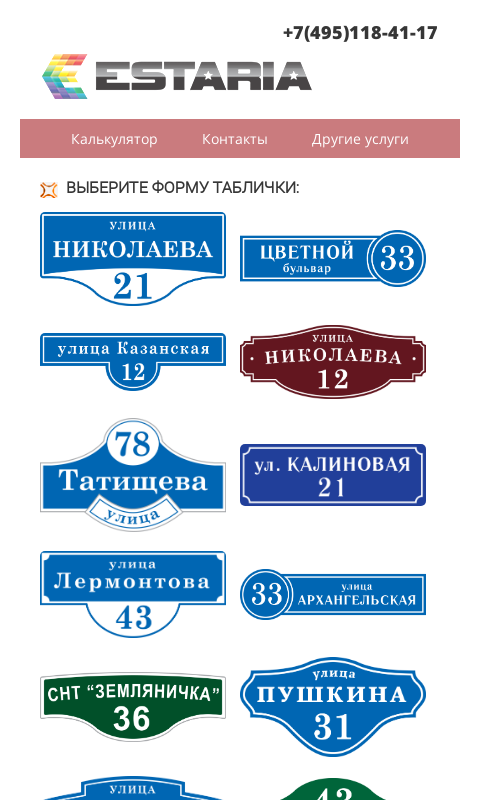 +7(495)118-41-17
ESTARIA
Калькулятор Контакты Другие услуги
ВЫБЕРИТЕ ФОРМУ ТАБЛИЧКИ:
УЛИЦА
НИКОЛАЕВА
21
ЦВЕТНОЙ
бульвар
33
улица Казанская
12
УЛИЦА
НИКОЛАЕВА
12
78
Татищева
улица
ул. КАЛИНОВАЯ
21
улица
Лермонтова
43
33
улица
АРХАНГЕЛЬСКАЯ
СНТ “ЗЕМЛЯНИЧКА”
36
улица
ПУШКИНА
31
УЛИЦА